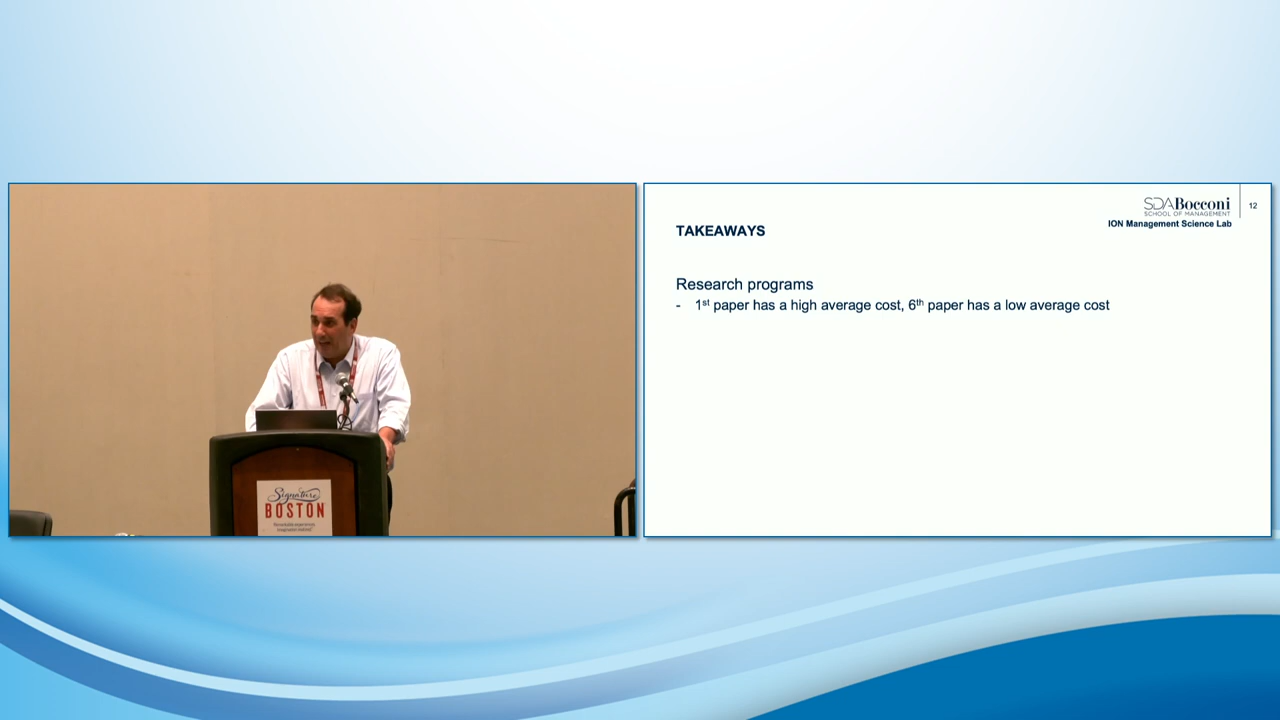 Signature
BOSTON
SDA Bocconi
SCHOOL OF MANAGEMENT
12
ION Management Science Lab
TAKEAWAYS
Research programs
- 1st paper has a high average cost, 6th paper has a low average cost